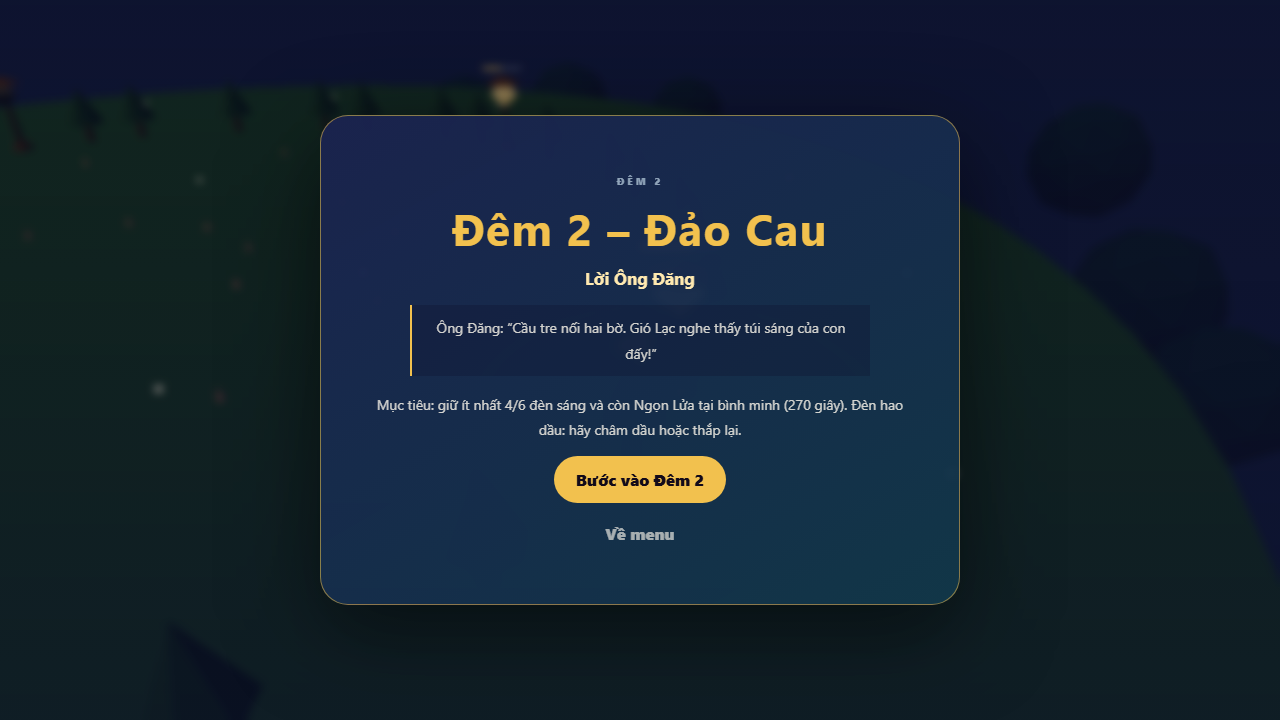 ĐÊM 2
Đêm 2 – Đảo Cau
Lời Ông Đăng
Ông Đăng: “Cầu tre nối hai bờ. Gió Lạc nghe thấy túi sáng của con
đấy!”
Mục tiêu: giữ ít nhất 4/6 đèn sáng và còn Ngọn Lửa tại bình minh (270 giây). Đèn hao
dầu: hãy châm dầu hoặc thắp lại.
Bước vào Đêm 2
Về menu